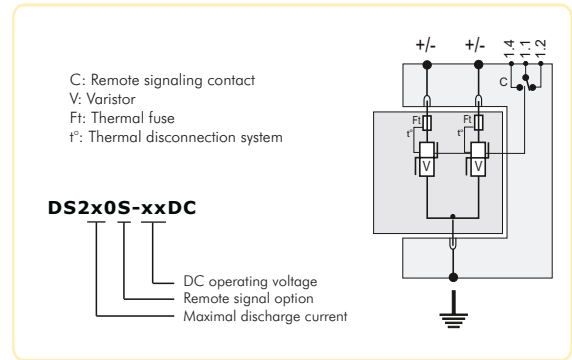 C: Remote signaling contact
V: Varistor
Ft: Thermal fuse
t°: Thermal disconnection system
DS2x0S-xxDC
DC operating voltage
Remote signal option
Maximal discharge current
+/- +/- 1.4 1.1 1.2
C
Ft Ft
t° t°
V V